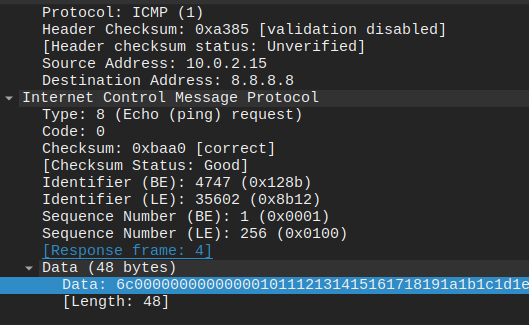 Protocol: ICMP (1)
Header Checksum: 0xa385 [validation disabled]
[Header checksum status: Unverified]
Source Address: 10.0.2.15
Destination Address: 8.8.8.8
Internet Control Message Protocol
Type: 8 (Echo (ping) request)
Code: 0
Checksum: 0xbaa0 [correct]
[Checksum Status: Good]
Identifier (BE): 4747 (0x128b)
Identifier (LE): 35602 (0x8b12)
Sequence Number (BE): 1 (0x0001)
Sequence Number (LE): 256 (0x0100)
[Response frame: 4]
Data (48 bytes)
Data: 6c00000000000000101112131415161718191a1b1c1d1e
[Length: 48]